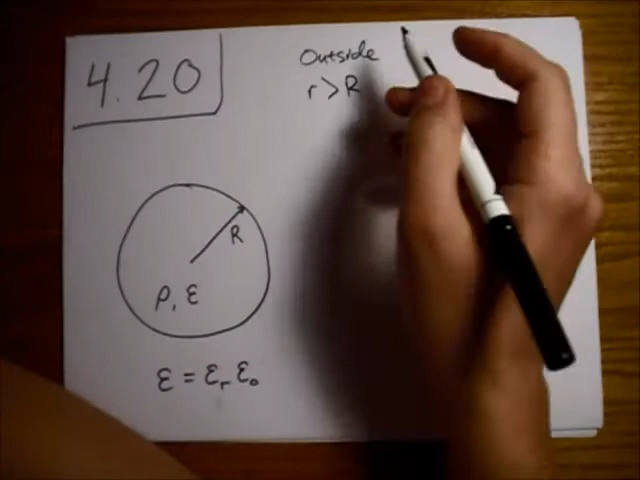 4.20
Outside
r > R
R
ρ, ε
ε = εᵣ ε₀